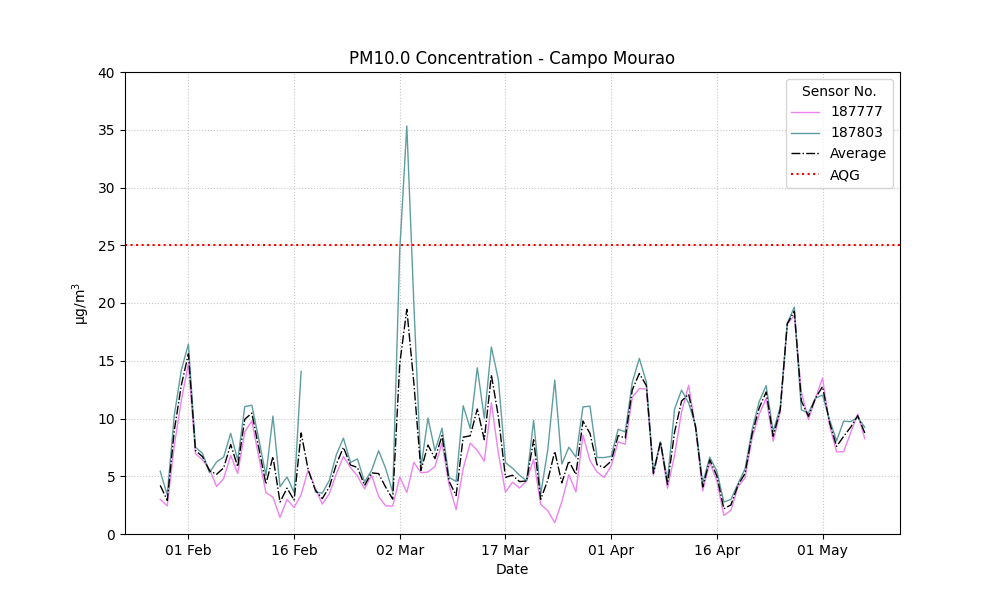 PM10.0 Concentration - Campo Mourao
40
35
30
25
20
15
10
5
0
µg/m³
Sensor No.
187777
187803
Average
AQG
01 Feb
16 Feb
02 Mar
17 Mar
01 Apr
16 Apr
01 May
Date